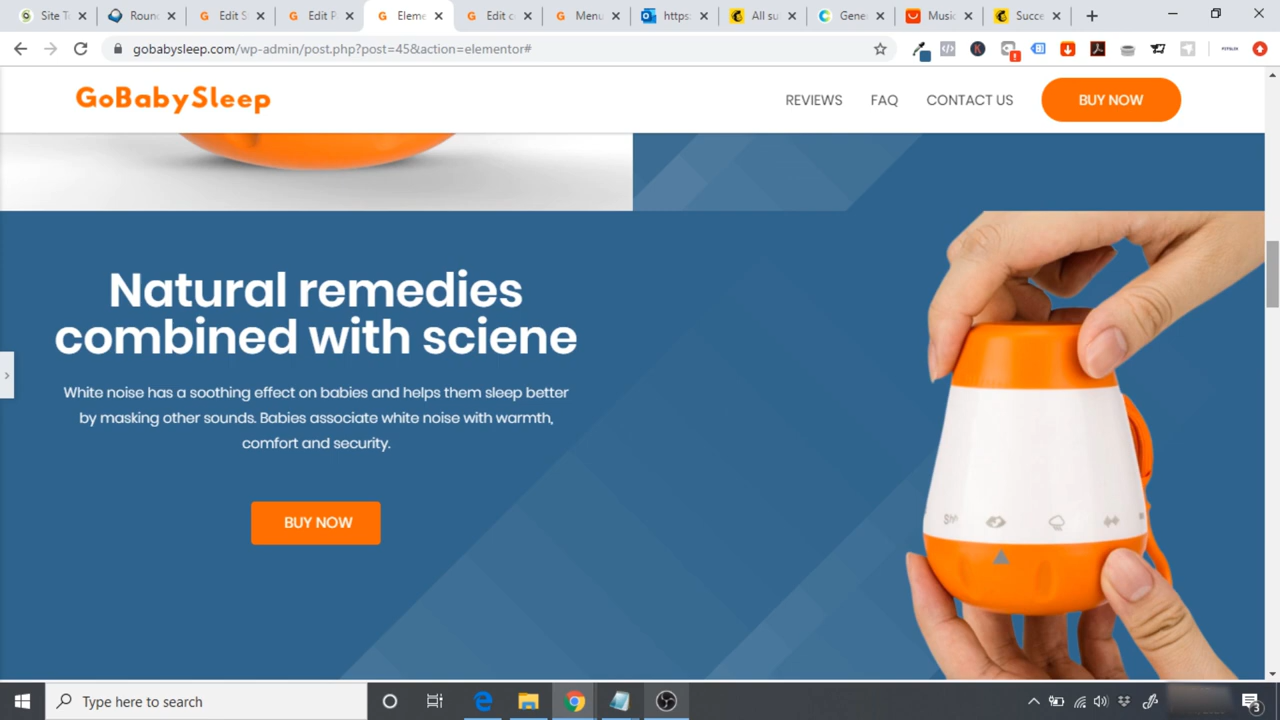 Site T
Roun
Edit S
Edit P
Eleme
Edit c
Menu
https:
All su
Gene
Music
Succe
gobabysleep.com/wp-admin/post.php?post=45&action=elementor#
GoBabySleep
REVIEWS
FAQ
CONTACT US
BUY NOW
Natural remedies
combined with sciene
White noise has a soothing effect on babies and helps them sleep better
by masking other sounds. Babies associate white noise with warmth,
comfort and security.
BUY NOW
Shh
Type here to search
3